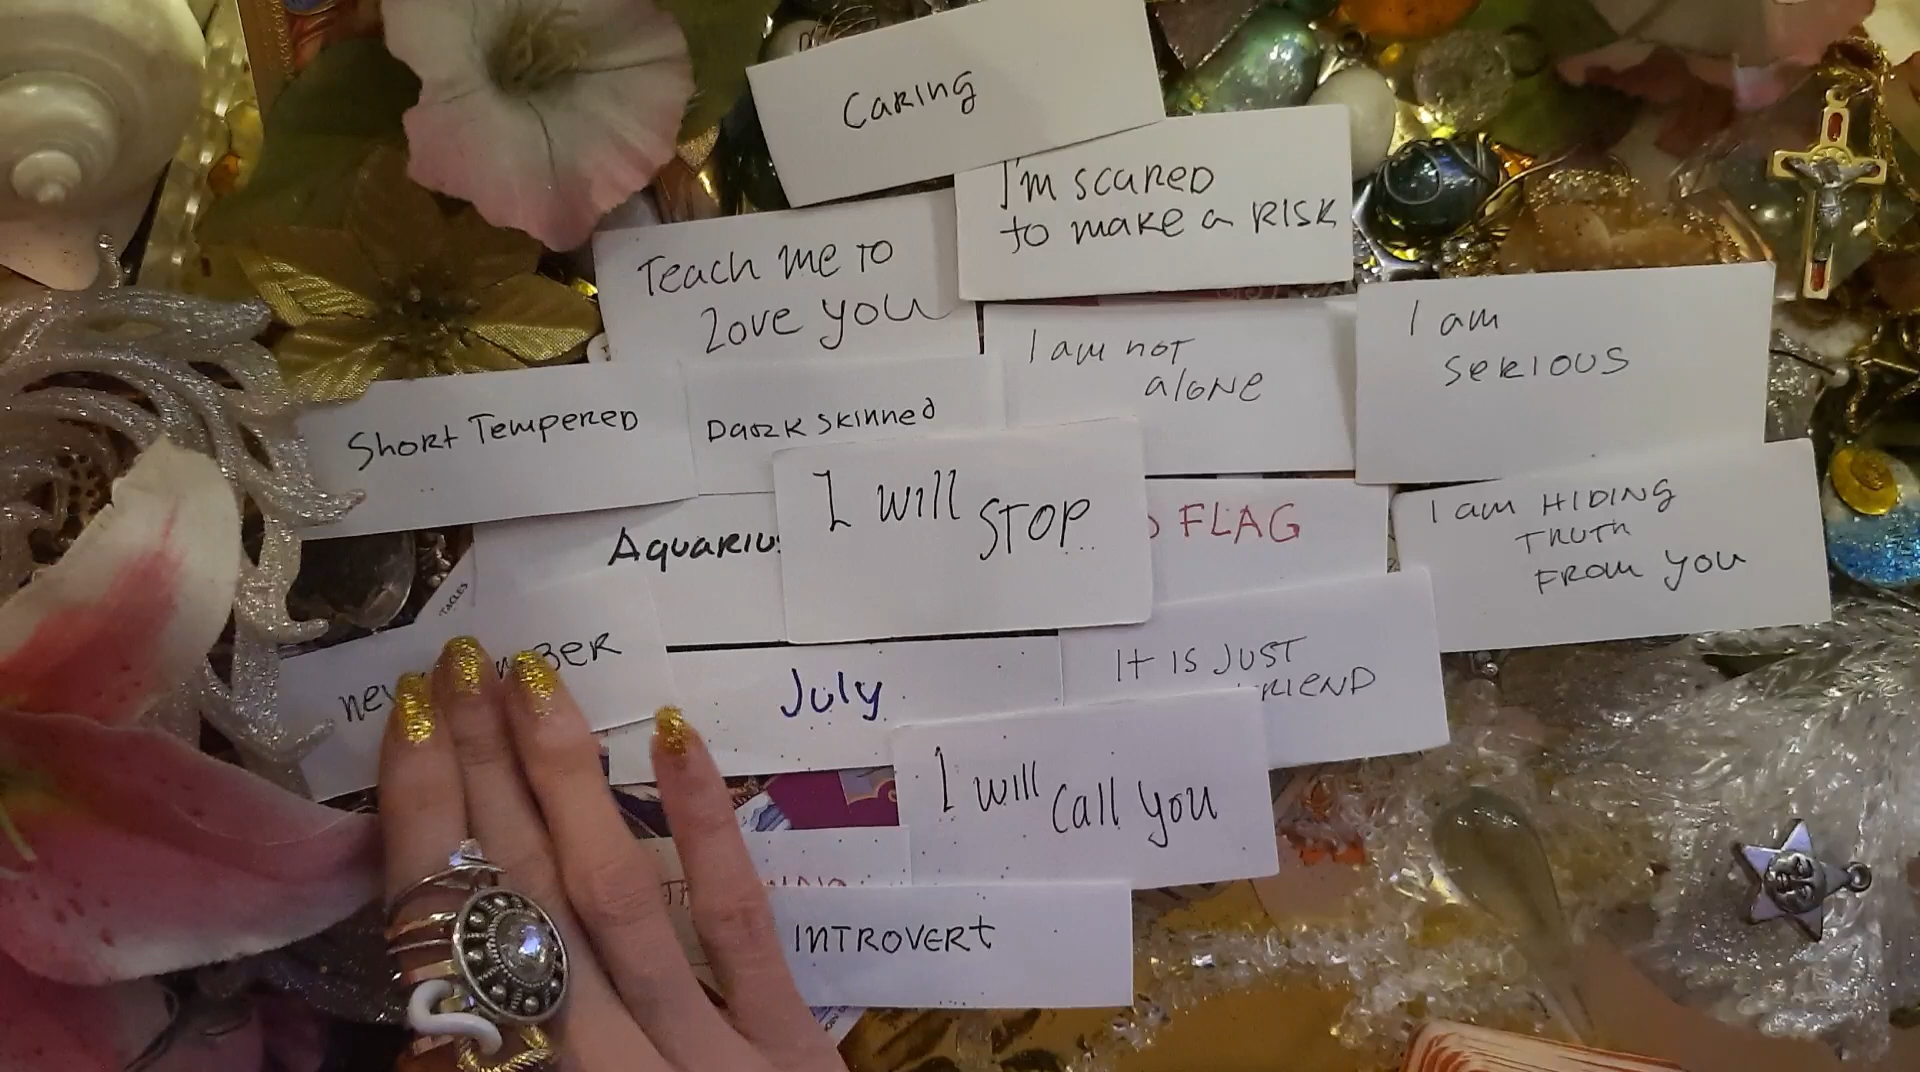 Caring
I'm scared
to make a risk
Teach me to
love you
I am not
alone
I am
serious
Short Tempered
Dark skinned
I will
STOP
FLAG
I am HIDING
TRUTH
FROM you
Aquariu
TACLES
July
It is just
I will
call you
INTROVERT